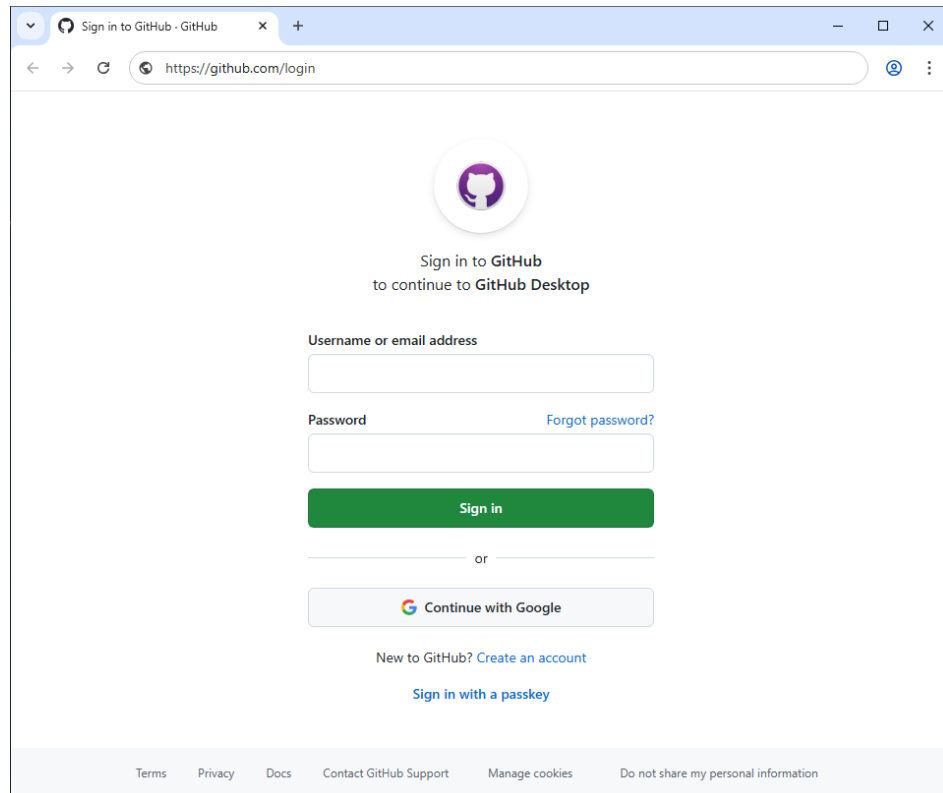 Sign in to GitHub · GitHub
https://github.com/login
Sign in to GitHub
to continue to GitHub Desktop
Username or email address
Password Forgot password?
Sign in
or
Continue with Google
New to GitHub? Create an account
Sign in with a passkey
Terms Privacy Docs Contact GitHub Support Manage cookies Do not share my personal information